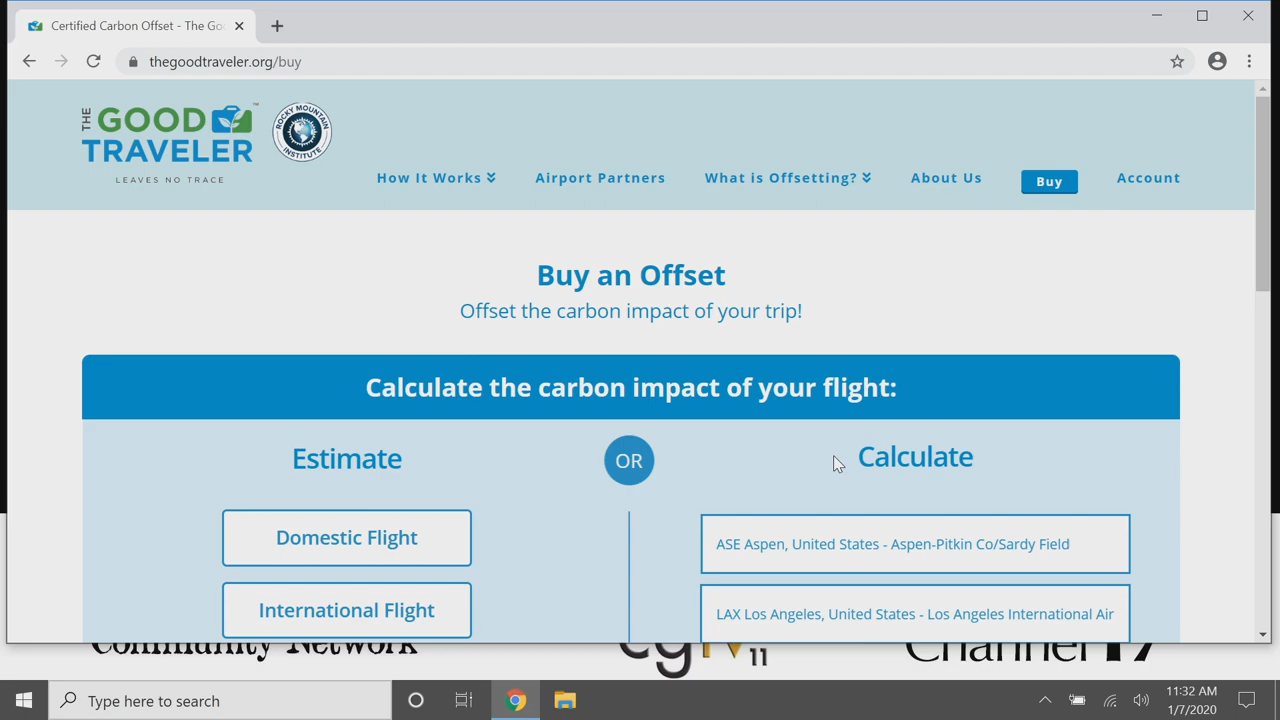 Certified Carbon Offset - The Go
thegoodtraveler.org/buy
THE GOOD TRAVELER™
LEAVES NO TRACE
ROCKY MOUNTAIN INSTITUTE
How It Works
Airport Partners
What is Offsetting?
About Us
Buy
Account
Buy an Offset
Offset the carbon impact of your trip!
Calculate the carbon impact of your flight:
Estimate
OR
Calculate
Domestic Flight
ASE Aspen, United States - Aspen-Pitkin Co/Sardy Field
International Flight
LAX Los Angeles, United States - Los Angeles International Air
Community Network
11
Channel 17
Type here to search
11:32 AM
1/7/2020